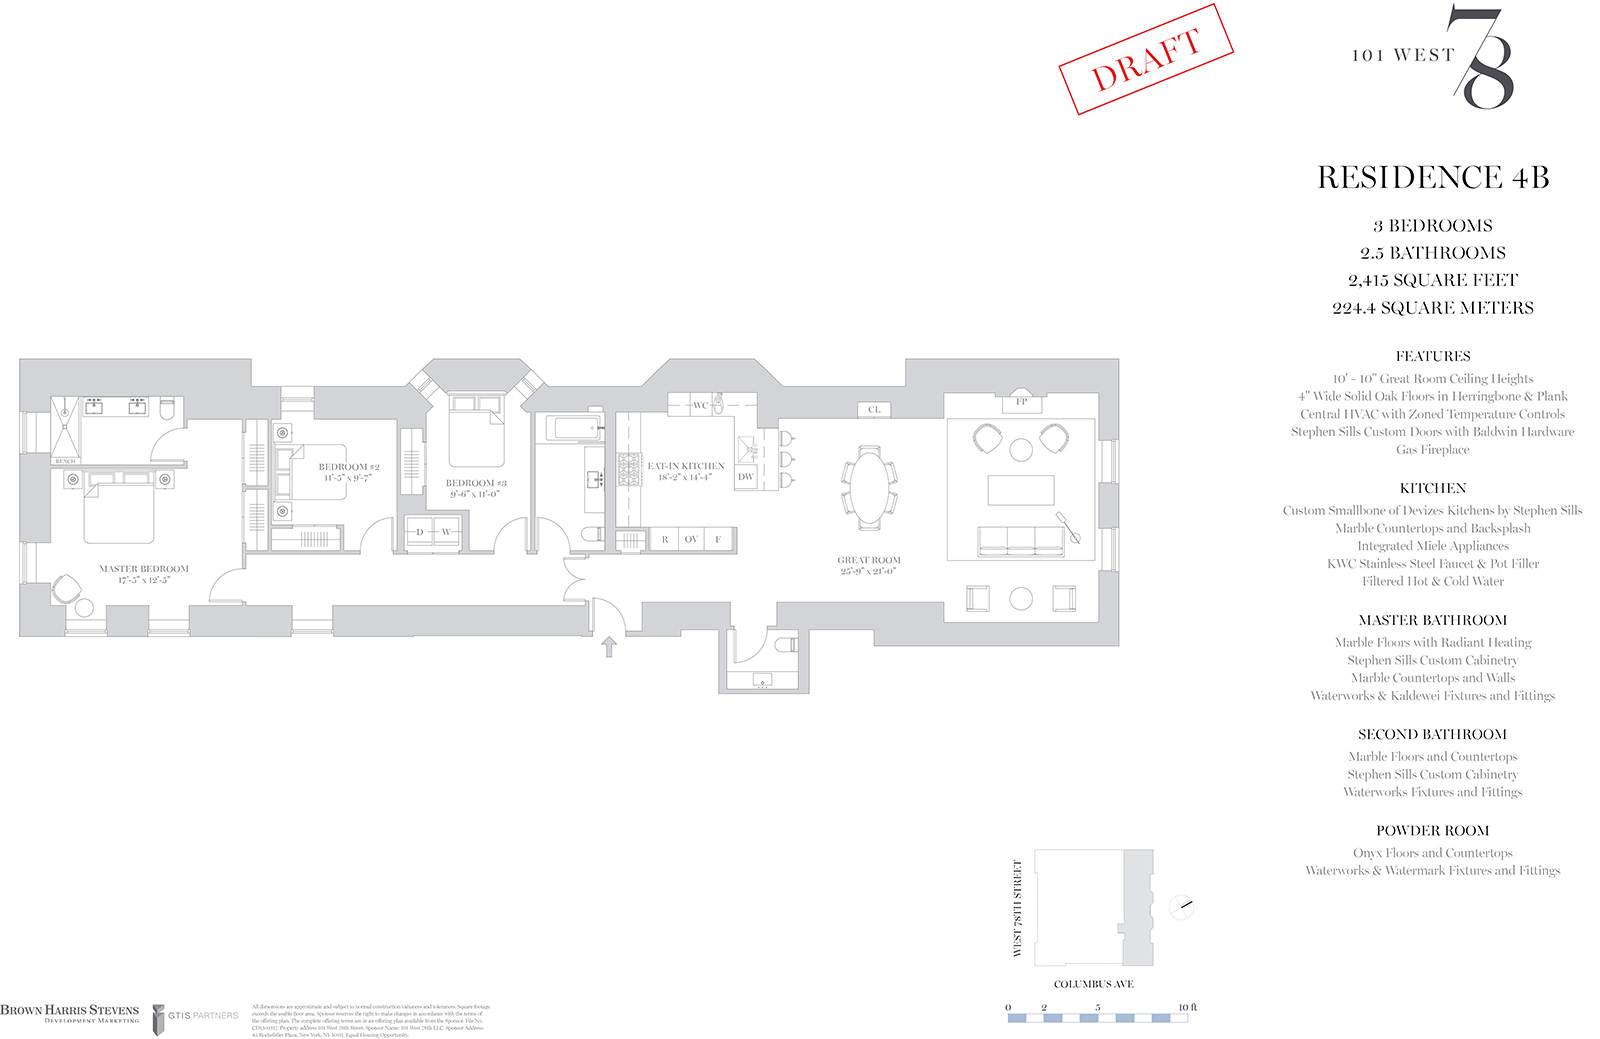 DRAFT
101 WEST 78
RESIDENCE 4B
3 BEDROOMS
2.5 BATHROOMS
2,415 SQUARE FEET
224.4 SQUARE METERS
FEATURES
10' - 10" Great Room Ceiling Heights
4" Wide Solid Oak Floors in Herringbone & Plank
Central HVAC with Zoned Temperature Controls
Stephen Sills Custom Doors with Baldwin Hardware
Gas Fireplace
KITCHEN
Custom Smallbone of Devizes Kitchens by Stephen Sills
Marble Countertops and Backsplash
Integrated Miele Appliances
KWC Stainless Steel Faucet & Pot Filler
Filtered Hot & Cold Water
MASTER BATHROOM
Marble Floors with Radiant Heating
Stephen Sills Custom Cabinetry
Marble Countertops and Walls
Waterworks & Kaldewei Fixtures and Fittings
SECOND BATHROOM
Marble Floors and Countertops
Stephen Sills Custom Cabinetry
Waterworks Fixtures and Fittings
POWDER ROOM
Onyx Floors and Countertops
Waterworks & Watermark Fixtures and Fittings
BENCH
MASTER BEDROOM
17'-5" x 12'-5"
BEDROOM #2
11'-5" x 9'-7"
BEDROOM #3
9'-6" x 11'-0"
D W
WC
EAT-IN KITCHEN
18'-2" x 14'-4"
DW
R OV F
CL
GREAT ROOM
25'-9" x 21'-0"
FP
WEST 78TH STREET
COLUMBUS AVE
0 2 5 10 ft
BROWN HARRIS STEVENS
DEVELOPMENT MARKETING
GTIS PARTNERS
All dimensions are approximate and subject to normal construction variances and tolerances. Square footage
exceeds the usable floor area. Sponsor reserves the right to make changes in accordance with the terms of
the offering plan. The complete offering terms are in an offering plan available from the Sponsor. File No.
Property address 101 West 78th Street. Sponsor Name: 101 West 78th LLC. Sponsor Address:
45 Rockefeller Plaza, New York, NY 10111. Equal Housing Opportunity.